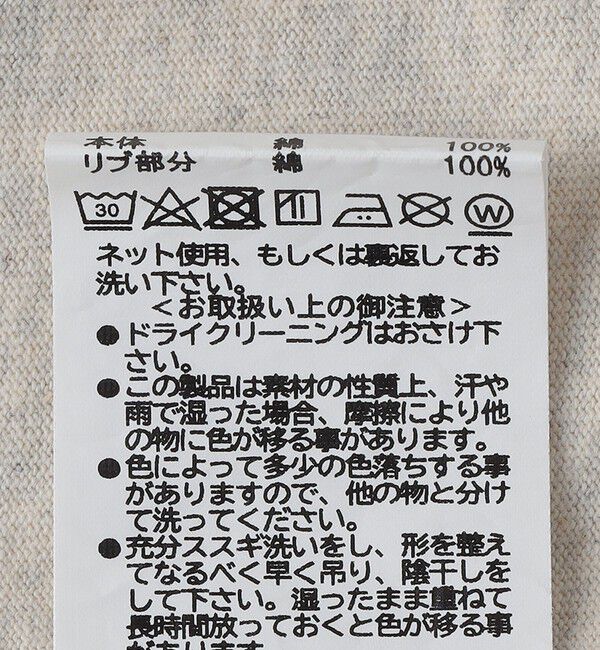 本体 綿 100%
リブ部分 綿 100%
30 W
ネット使用、もしくは裏返してお
洗い下さい。
＜お取扱い上の御注意＞
●ドライクリーニングはおさけ下
さい。
●この製品は素材の性質上、汗や
雨で湿った場合、摩擦により他
の物に色が移る事があります。
●色によって多少の色落ちする事
がありますので、他の物と分け
て洗ってください。
●充分ススギ洗いをし、形を整え
てなるべく早く吊り、陰干しを
して下さい。湿ったまま重ねて
長時間放っておくと色が移る事
があります